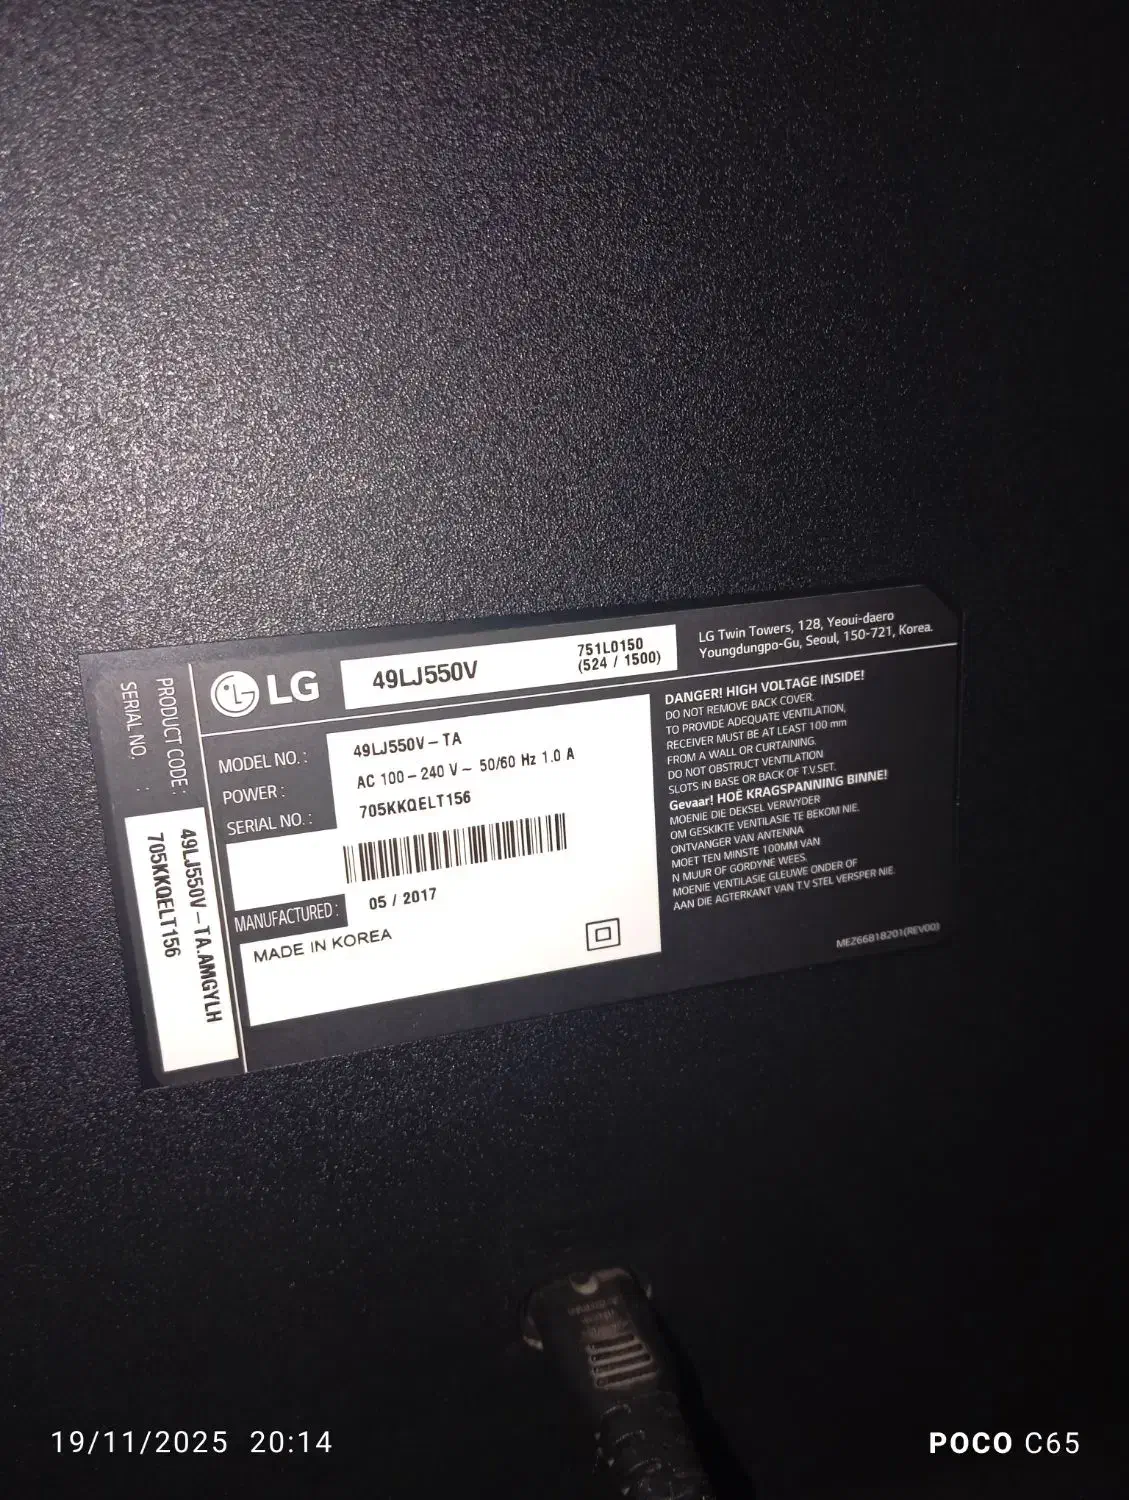 LG
49LJ550V
751L0150
(524 / 1500)
LG Twin Towers, 128, Yeoui-daero
Youngdungpo-Gu, Seoul, 150-721, Korea.
PRODUCT CODE :
SERIAL NO. :
49LJ550V-TA.AMGYLH
705KKQELT156
MODEL NO. :
49LJ550V-TA
POWER :
AC 100-240 V~ 50/60 Hz 1.0 A
SERIAL NO. :
705KKQELT156
MANUFACTURED :
05 / 2017
MADE IN KOREA
DANGER! HIGH VOLTAGE INSIDE!
DO NOT REMOVE BACK COVER.
TO PROVIDE ADEQUATE VENTILATION,
RECEIVER MUST BE AT LEAST 100 mm
FROM A WALL OR CURTAINING.
DO NOT OBSTRUCT VENTILATION
SLOTS IN BASE OR BACK OF T.V.SET.
Gevaar! HOË KRAGSPANNING BINNE!
MOENIE DIE DEKSEL VERWYDER
OM GESKIKTE VENTILASIE TE BEKOM NIE.
ONTVANGER VAN ANTENNA
MOET TEN MINSTE 100MM VAN
N MUUR OF GORDYNE WEES.
MOENIE VENTILASIE GLEUWE ONDER OF
AAN DIE AGTERKANT VAN T.V STEL VERSPER NIE.
MEZ66818201(REV00)
19/11/2025 20:14
POCO C65